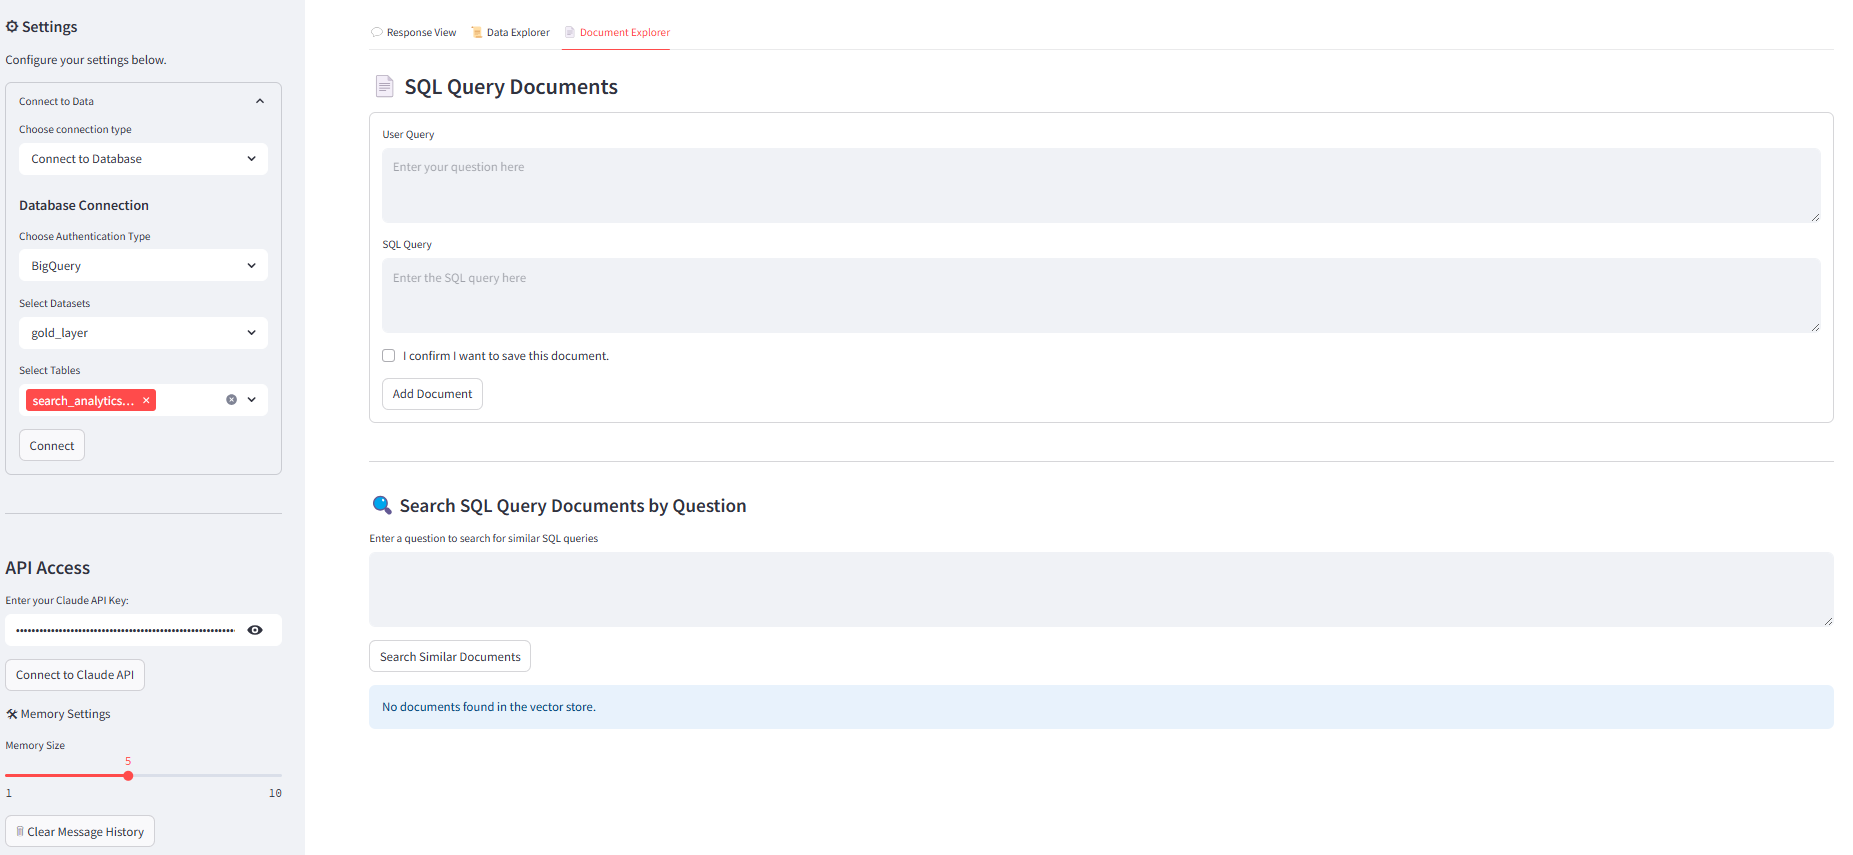 Settings
Configure your settings below.
Connect to Data
Choose connection type
Connect to Database
Database Connection
Choose Authentication Type
BigQuery
Select Datasets
gold_layer
Select Tables
search_analytics...
Connect
API Access
Enter your Claude API Key:
Connect to Claude API
Memory Settings
Memory Size
5
1 10
Clear Message History
Response View Data Explorer Document Explorer
SQL Query Documents
User Query
Enter your question here
SQL Query
Enter the SQL query here
I confirm I want to save this document.
Add Document
Search SQL Query Documents by Question
Enter a question to search for similar SQL queries
Search Similar Documents
No documents found in the vector store.